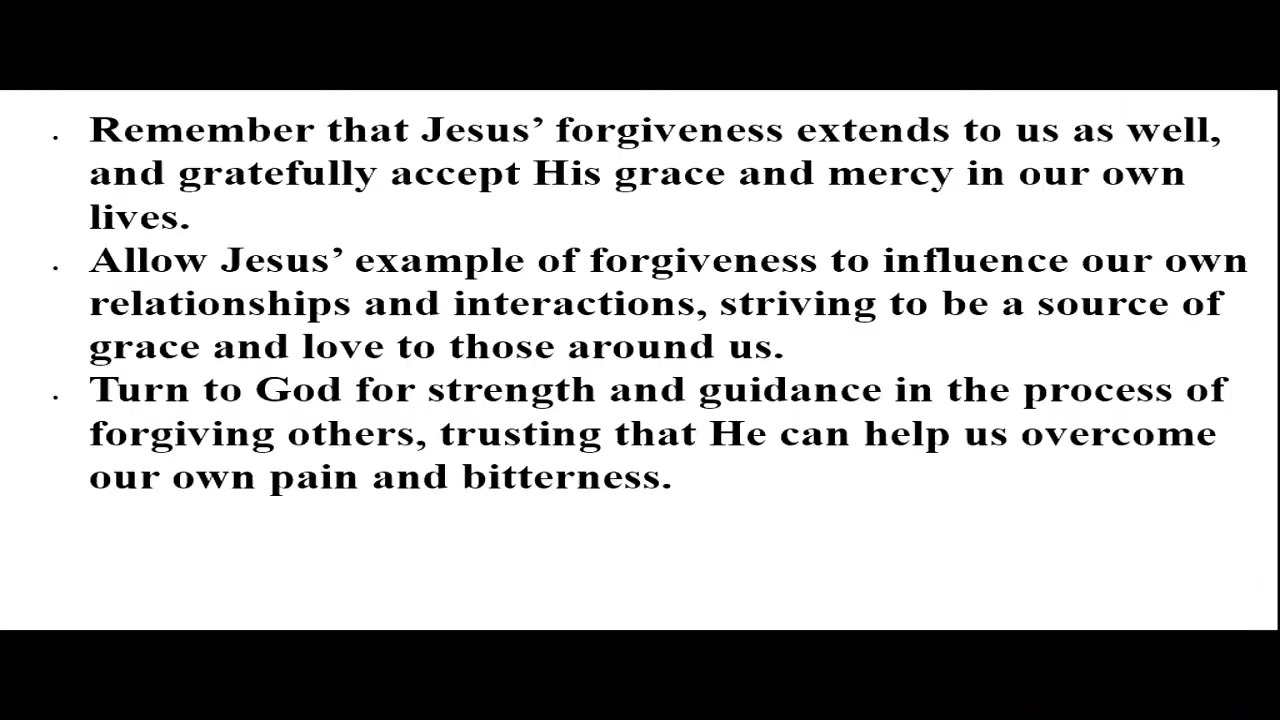 . Remember that Jesus’ forgiveness extends to us as well,
and gratefully accept His grace and mercy in our own
lives.
. Allow Jesus’ example of forgiveness to influence our own
relationships and interactions, striving to be a source of
grace and love to those around us.
. Turn to God for strength and guidance in the process of
forgiving others, trusting that He can help us overcome
our own pain and bitterness.